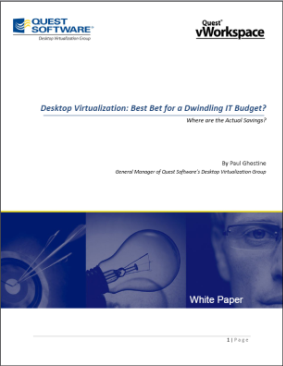 QUEST
SOFTWARE®
Desktop Virtualization Group
Quest®
vWorkspace
Desktop Virtualization: Best Bet for a Dwindling IT Budget?
Where are the Actual Savings?
By Paul Ghostine
General Manager of Quest Software's Desktop Virtualization Group
White Paper
1 | Page